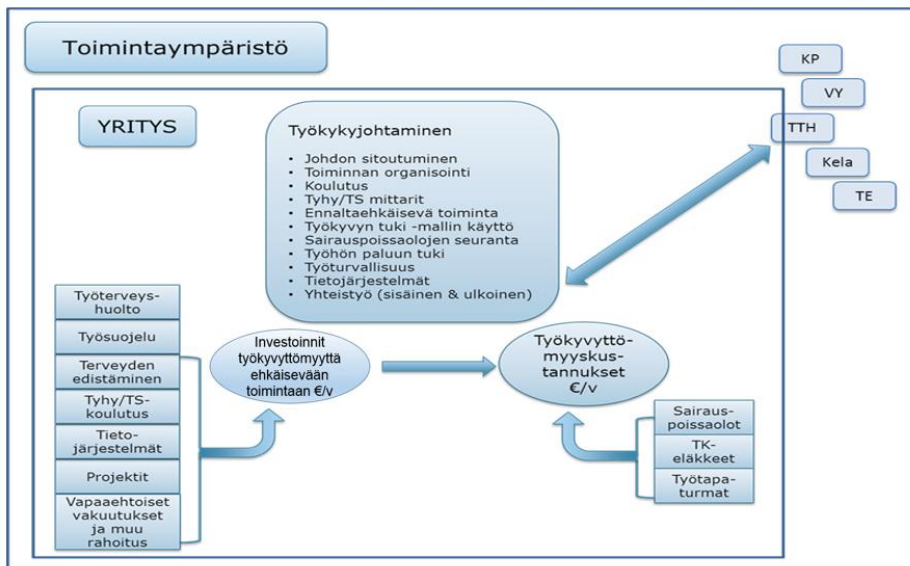 Toimintaympäristö
KP
VY
TTH
Kela
TE
YRITYS
Työkykyjohtaminen
• Johdon sitoutuminen
• Toiminnan organisointi
• Koulutus
• Tyhy/TS mittarit
• Ennaltaehkäisevä toiminta
• Työkyvyn tuki -mallin käyttö
• Sairauspoissaolojen seuranta
• Työhön paluun tuki
• Työturvallisuus
• Tietojärjestelmät
• Yhteistyö (sisäinen & ulkoinen)
Työterveys-
huolto
Työsuojelu
Terveyden
edistäminen
Tyhy/TS-
koulutus
Tieto-
järjestelmät
Projektit
Vapaaehtoiset
vakuutukset
ja muu
rahoitus
Investoinnit
työkyvyttömyyttä
ehkäisevään
toimintaan €/v
Työkyvyttö-
myyskus-
tannukset
€/v
Sairaus-
poissaolot
TK-
eläkkeet
Työtapa-
turmat